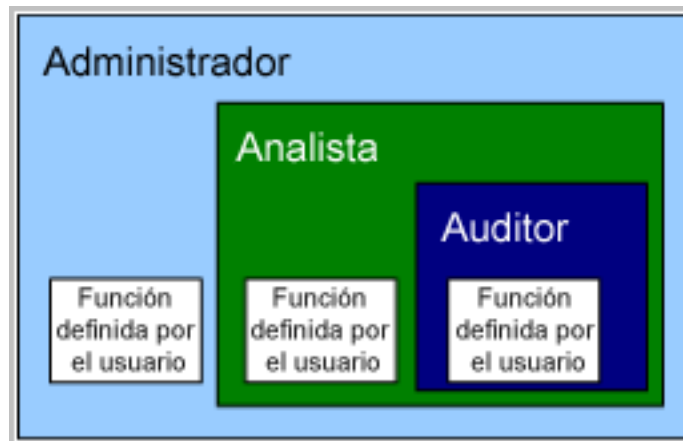 Administrador
Analista
Auditor
Función
definida por
el usuario
Función
definida por
el usuario
Función
definida por
el usuario